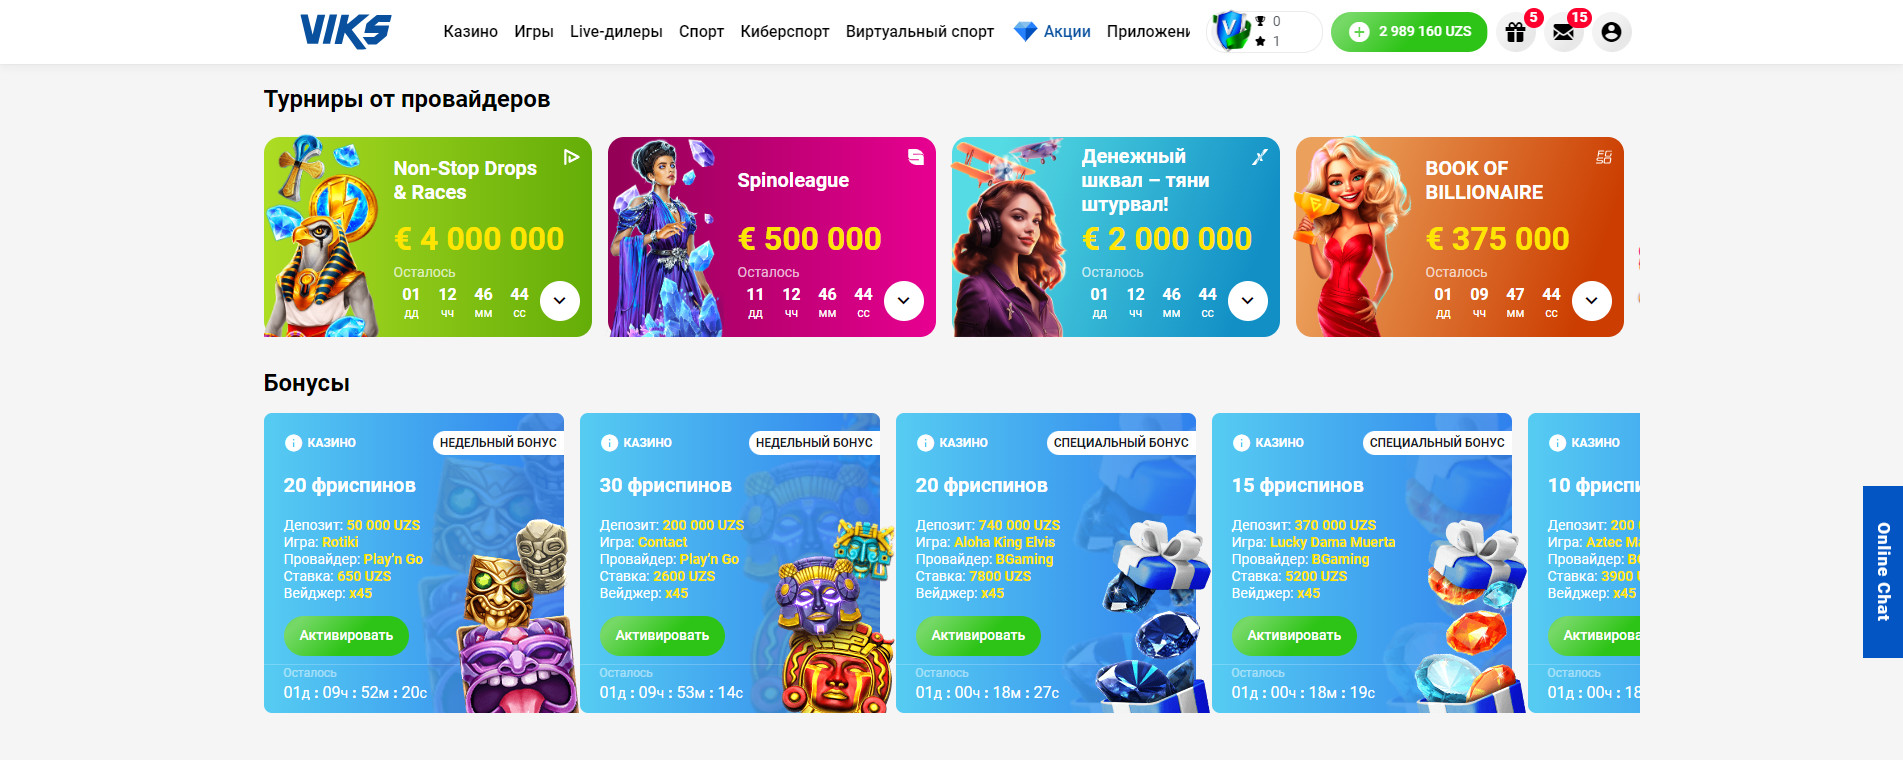 VIKS
Казино Игры Live-дилеры Спорт Киберспорт Виртуальный спорт Акции Приложени
V
0
1
2 989 160 UZS
5
15
Турниры от провайдеров
Non-Stop Drops
& Races
€ 4 000 000
Осталось
01 12 46 44
дд чч мм сс
Spinoleague
€ 500 000
Осталось
11 12 46 44
дд чч мм сс
Денежный
шквал – тяни
штурвал!
€ 2 000 000
Осталось
01 12 46 44
дд чч мм сс
BOOK OF
BILLIONAIRE
€ 375 000
Осталось
01 09 47 44
дд чч мм сс
Бонусы
КАЗИНО
НЕДЕЛЬНЫЙ БОНУС
20 фриспинов
Депозит: 50 000 UZS
Игра: Rotiki
Провайдер: Play'n Go
Ставка: 650 UZS
Вейджер: x45
Активировать
Осталось
01д : 09ч : 52м : 20с
КАЗИНО
НЕДЕЛЬНЫЙ БОНУС
30 фриспинов
Депозит: 200 000 UZS
Игра: Contact
Провайдер: Play'n Go
Ставка: 2600 UZS
Вейджер: x45
Активировать
Осталось
01д : 09ч : 53м : 14с
КАЗИНО
СПЕЦИАЛЬНЫЙ БОНУС
20 фриспинов
Депозит: 740 000 UZS
Игра: Aloha King Elvis
Провайдер: BGaming
Ставка: 7800 UZS
Вейджер: x45
Активировать
Осталось
01д : 00ч : 18м : 27с
КАЗИНО
СПЕЦИАЛЬНЫЙ БОНУС
15 фриспинов
Депозит: 370 000 UZS
Игра: Lucky Dama Muerta
Провайдер: BGaming
Ставка: 5200 UZS
Вейджер: x45
Активировать
Осталось
01д : 00ч : 18м : 19с
КАЗИНО
10 фриспи
Депозит: 200
Игра: Aztec Ma
Провайдер: B
Ставка: 3900
Вейджер: x45
Активирова
Осталось
01д : 00ч : 18
Online Chat